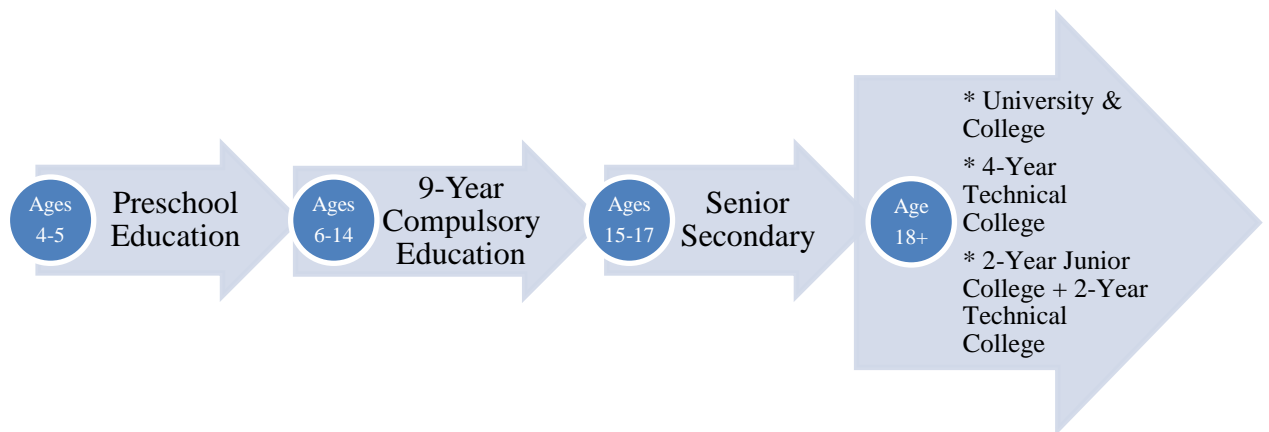 Ages
4-5
Preschool
Education
Ages
6-14
9-Year
Compulsory
Education
Ages
15-17
Senior
Secondary
Age
18+
* University &
College
* 4-Year
Technical
College
* 2-Year Junior
College + 2-Year
Technical
College